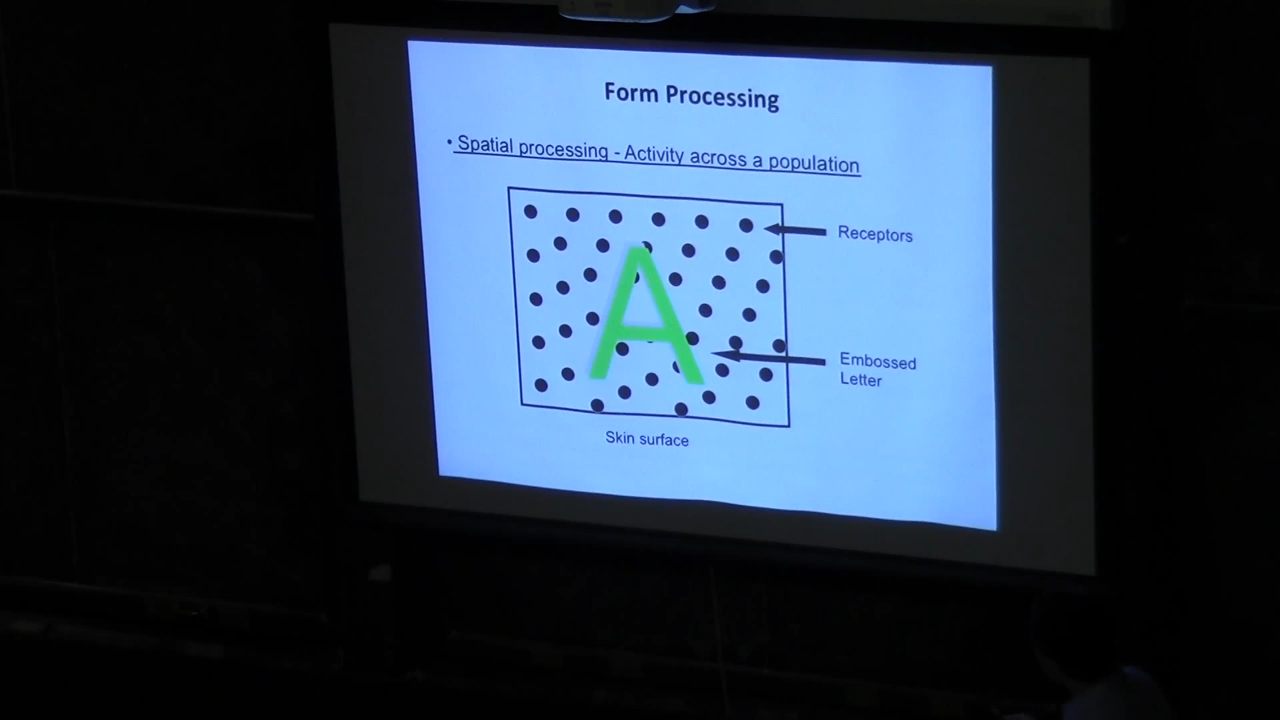 Form Processing
• Spatial processing - Activity across a population
Receptors
A
Embossed
Letter
Skin surface